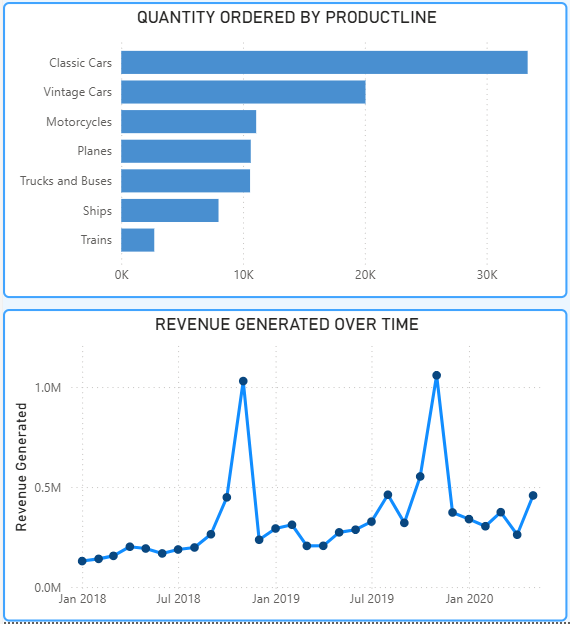 QUANTITY ORDERED BY PRODUCTLINE
Classic Cars
Vintage Cars
Motorcycles
Planes
Trucks and Buses
Ships
Trains
0K 10K 20K 30K
REVENUE GENERATED OVER TIME
Revenue Generated
1.0M
0.5M
0.0M
Jan 2018 Jul 2018 Jan 2019 Jul 2019 Jan 2020